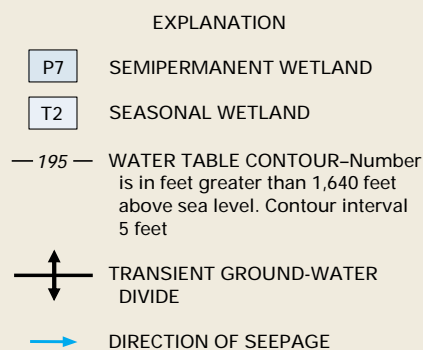 EXPLANATION
P7 SEMIPERMANENT WETLAND
T2 SEASONAL WETLAND
195 WATER TABLE CONTOUR–Number
is in feet greater than 1,640 feet
above sea level. Contour interval
5 feet
TRANSIENT GROUND-WATER
DIVIDE
DIRECTION OF SEEPAGE